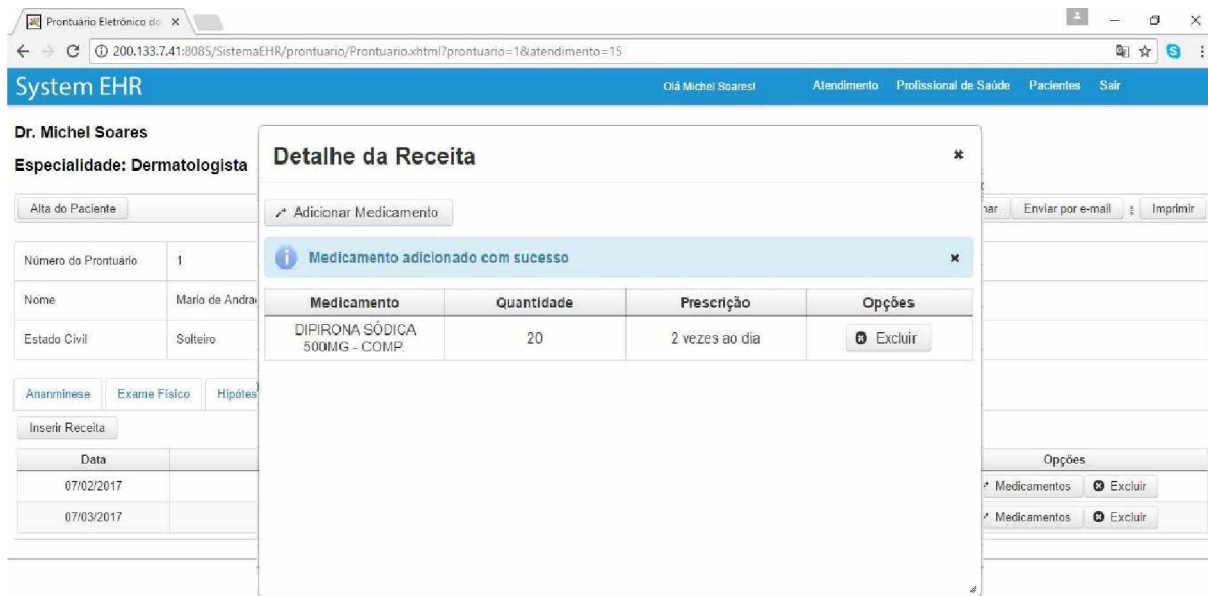 Prontuário Eletrônico do
200.133.7.41:8085/SistemaEHR/prontuario/Prontuario.xhtml?prontuario=1&atendimento=15
System EHR
Olá Michel Soares!
Atendimento Profissional de Saúde Pacientes Sair
Dr. Michel Soares
Especialidade: Dermatologista
Alta do Paciente
Enviar por e-mail
Imprimir
Número do Prontuário 1
Nome Mario de Andra
Estado Civil Solteiro
Ananminese Exame Físico Hipótes
Inserir Receita
Data
Opções
07/02/2017
Medicamentos Excluir
07/03/2017
Medicamentos Excluir
Detalhe da Receita
Adicionar Medicamento
Medicamento adicionado com sucesso
Medicamento Quantidade Prescrição Opções
DIPIRONA SÓDICA
500MG - COMP. 20 2 vezes ao dia Excluir